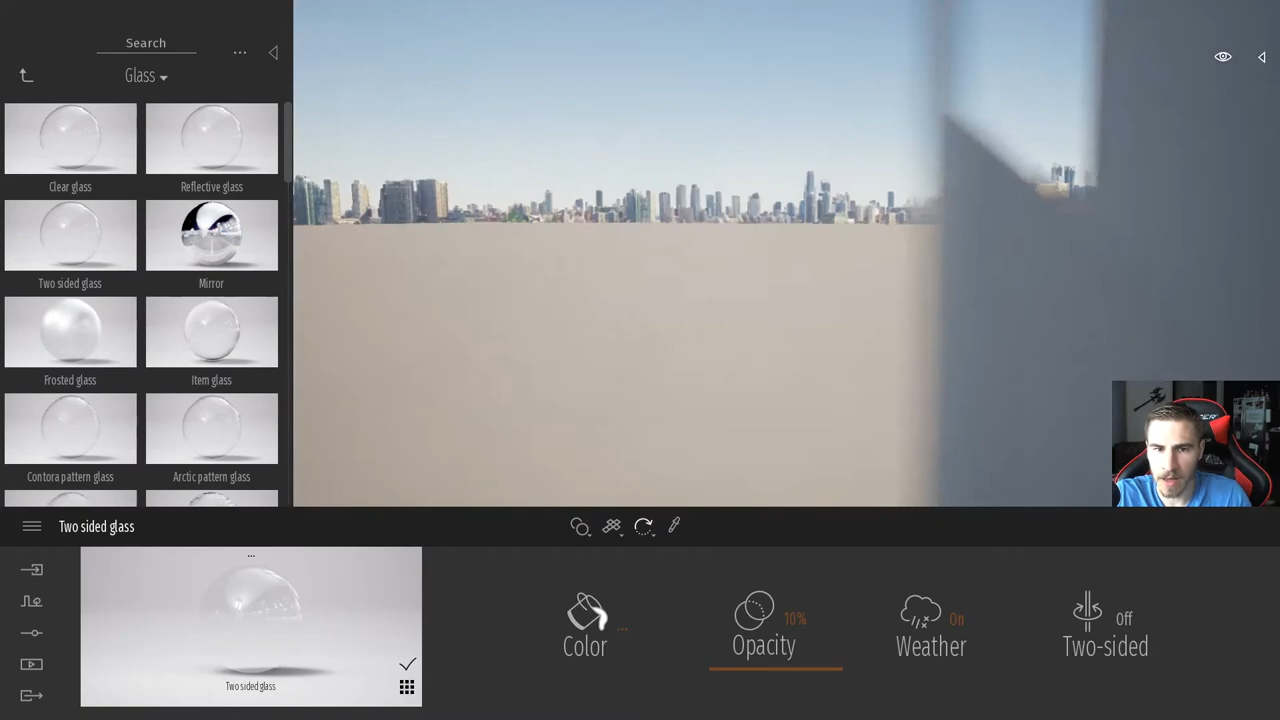 Search
...
Glass
Clear glass
Reflective glass
Two sided glass
Mirror
Frosted glass
Item glass
Contora pattern glass
Arctic pattern glass
Two sided glass
...
Two sided glass
Color ...
Opacity 10%
Weather On
Two-sided Off